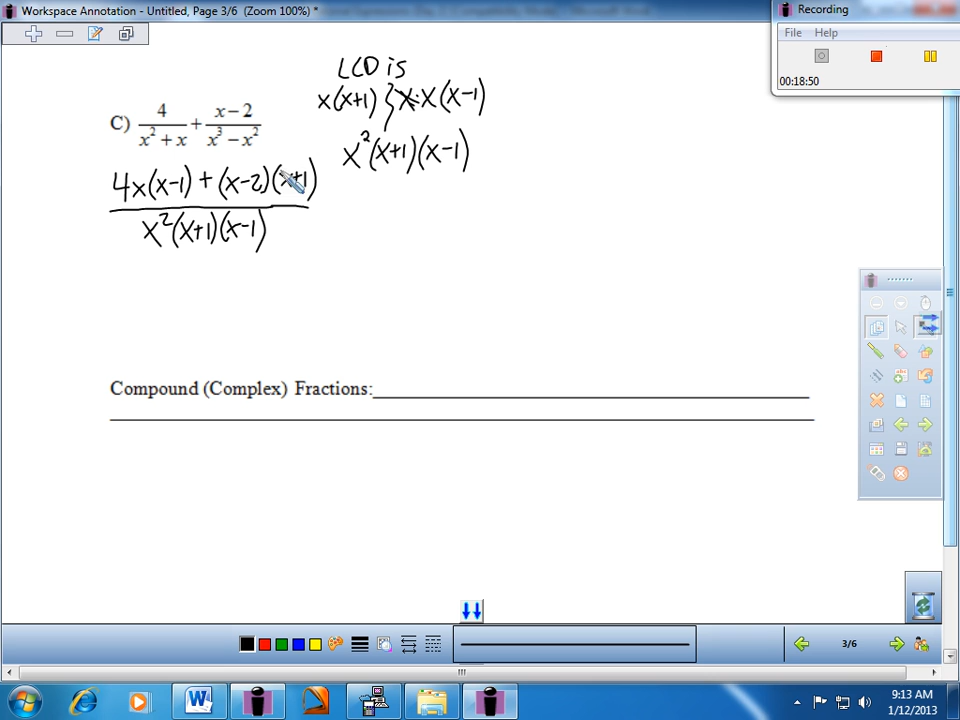 Workspace Annotation - Untitled, Page 3/6 (Zoom 100%) *
Recording
File Help
00:18:50
LCD is
x(x+1) } x·x(x-1)
x²(x+1)(x-1)
C) 4/(x² + x) + (x - 2)/(x³ - x²)
4x(x-1) + (x-2)(x+1)
x²(x+1)(x-1)
Compound (Complex) Fractions:
3/6
9:13 AM
1/12/2013